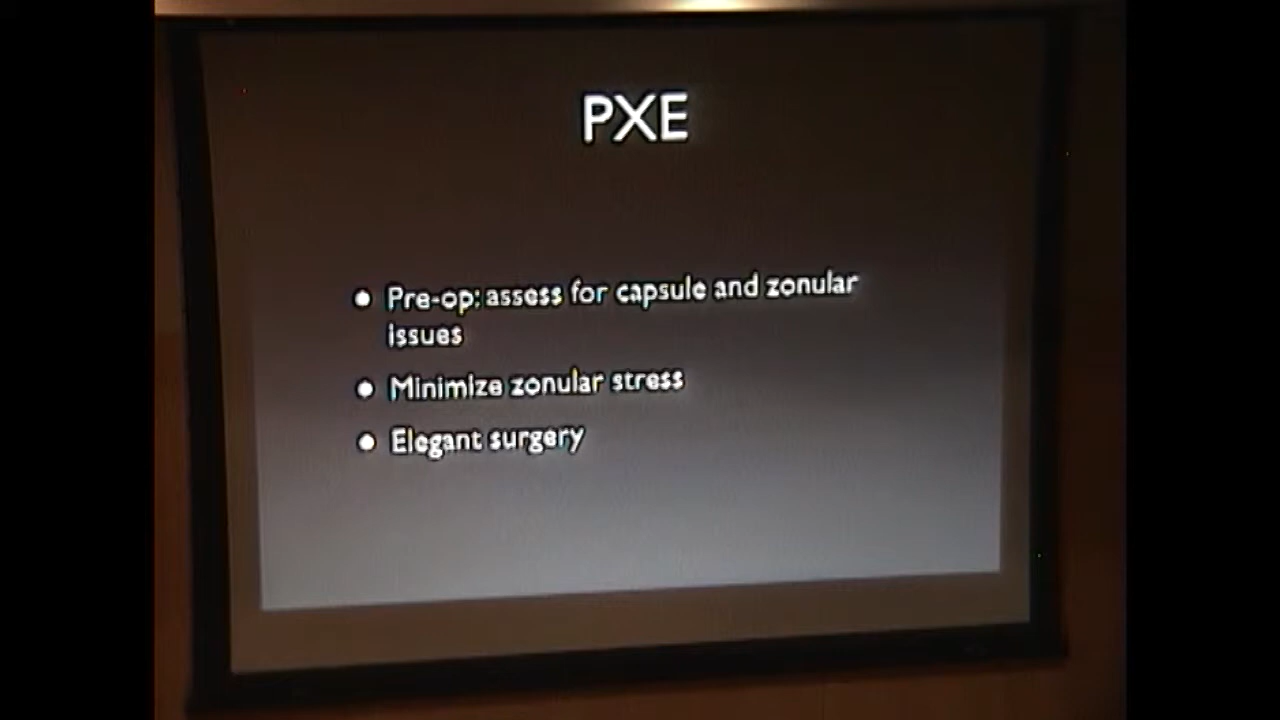 PXE
• Pre-op: assess for capsule and zonular
issues
• Minimize zonular stress
• Elegant surgery